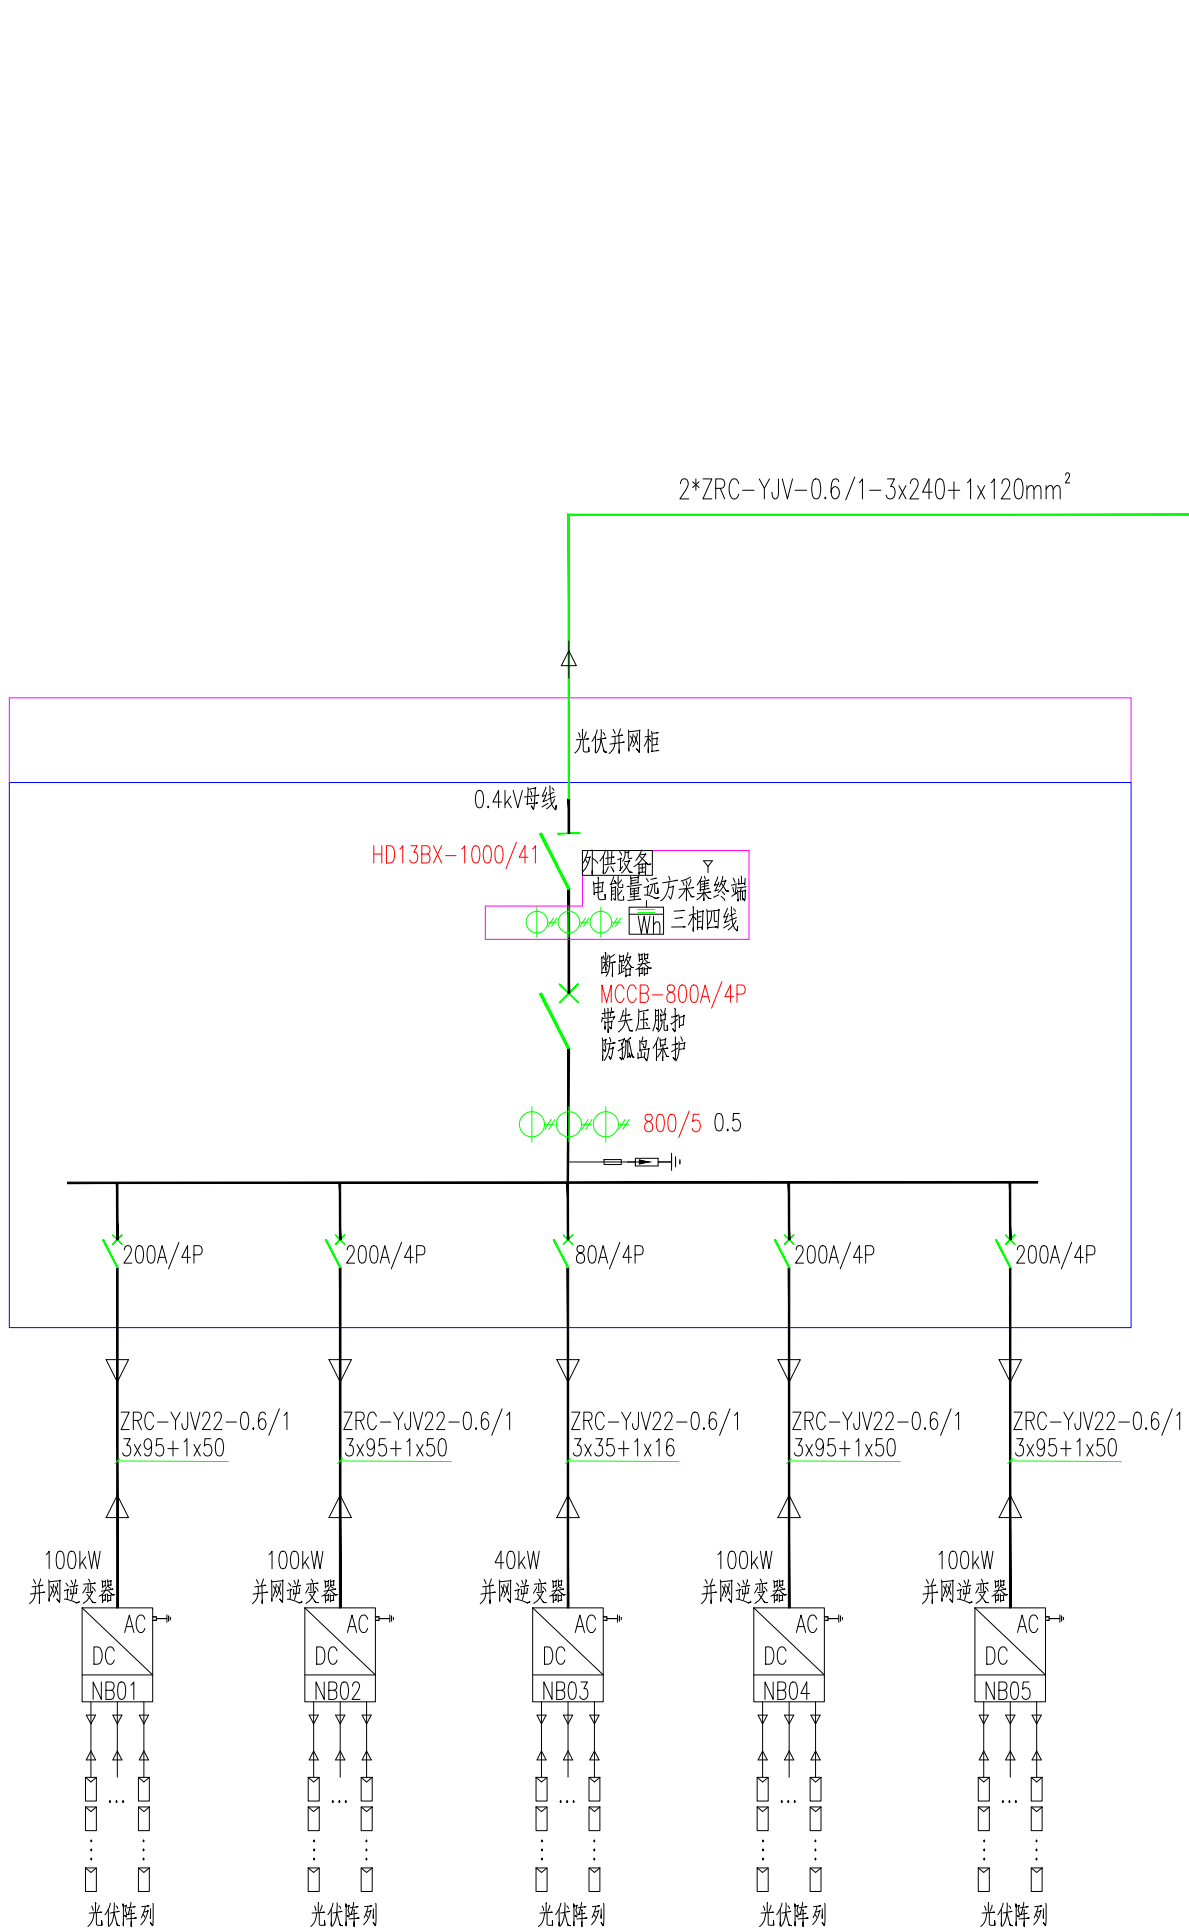 2*ZRC-YJV-0.6/1-3x240+1x120mm²
光伏并网柜
0.4kV母线
HD13BX-1000/41
外供设备
电能量远方采集终端
Wh 三相四线
断路器
MCCB-800A/4P
带失压脱扣
防孤岛保护
800/5 0.5
200A/4P 200A/4P 80A/4P 200A/4P 200A/4P
ZRC-YJV22-0.6/1 ZRC-YJV22-0.6/1 ZRC-YJV22-0.6/1 ZRC-YJV22-0.6/1 ZRC-YJV22-0.6/1
3x95+1x50 3x95+1x50 3x35+1x16 3x95+1x50 3x95+1x50
100kW 100kW 40kW 100kW 100kW
并网逆变器 并网逆变器 并网逆变器 并网逆变器 并网逆变器
AC AC AC AC AC
DC DC DC DC DC
NB01 NB02 NB03 NB04 NB05
... ... ... ... ...
光伏阵列 光伏阵列 光伏阵列 光伏阵列 光伏阵列